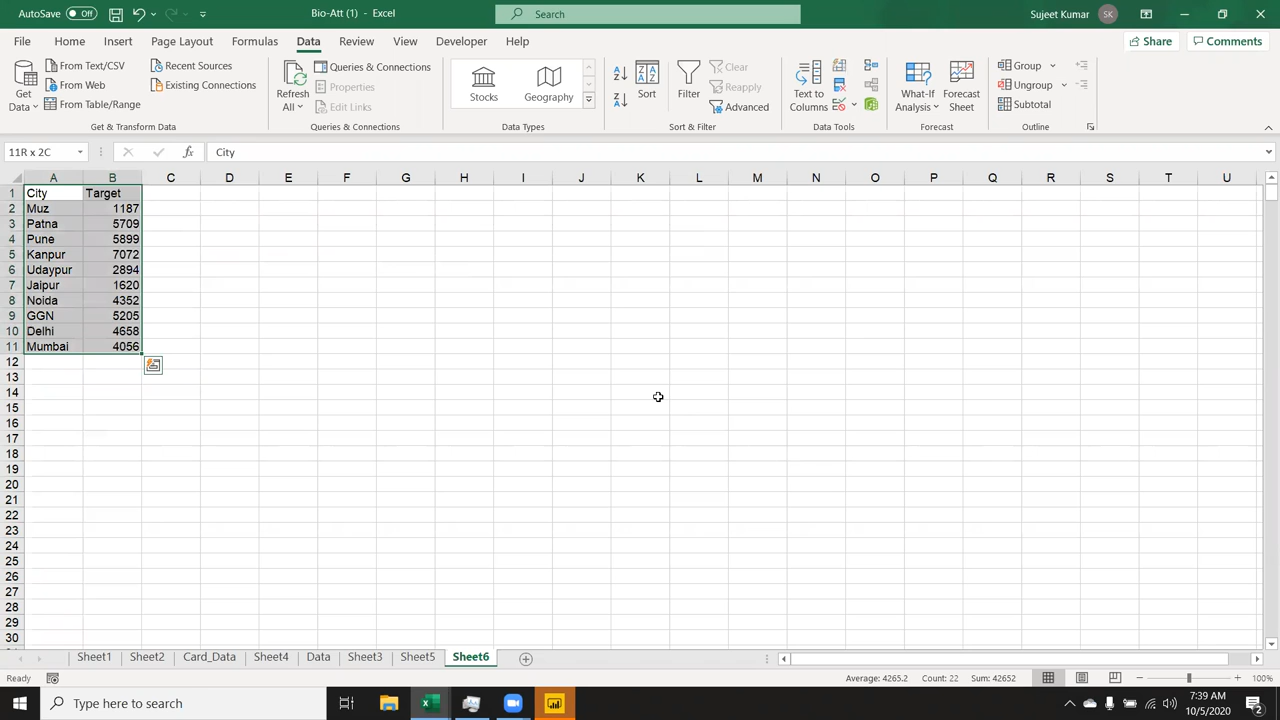 AutoSave Off Bio-Att (1) - Excel Search Sujeet Kumar SK
File Home Insert Page Layout Formulas Data Review View Developer Help Share Comments
Get Data
From Text/CSV
From Web
From Table/Range
Recent Sources
Existing Connections
Get & Transform Data
Refresh All
Queries & Connections
Properties
Edit Links
Queries & Connections
Stocks
Geography
Data Types
Sort
Filter
Clear
Reapply
Advanced
Sort & Filter
Text to Columns
Data Tools
What-If Analysis
Forecast Sheet
Forecast
Group
Ungroup
Subtotal
Outline
11R x 2C fx City
A B C D E F G H I J K L M N O P Q R S T U
1 City Target
2 Muz 1187
3 Patna 5709
4 Pune 5899
5 Kanpur 7072
6 Udaypur 2894
7 Jaipur 1620
8 Noida 4352
9 GGN 5205
10 Delhi 4658
11 Mumbai 4056
12
13
14
15
16
17
18
19
20
21
22
23
24
25
26
27
28
29
30
Sheet1 Sheet2 Card_Data Sheet4 Data Sheet3 Sheet5 Sheet6
Ready Average: 4265.2 Count: 22 Sum: 42652 100%
Type here to search
7:39 AM
10/5/2020
2